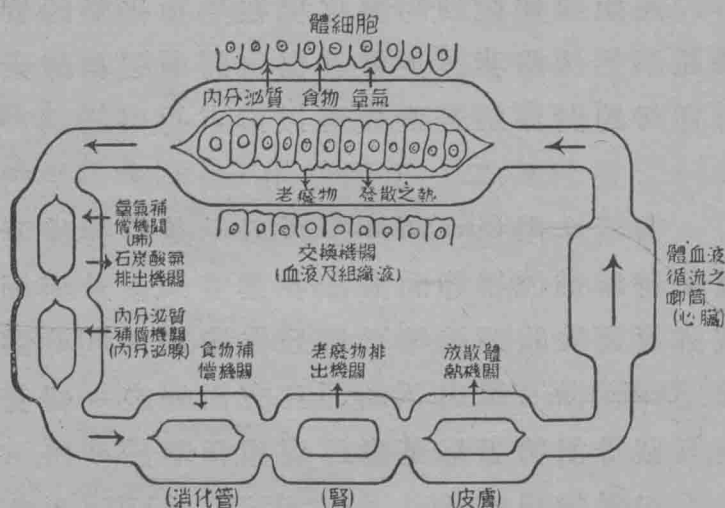 體細胞
內分泌質 食物 氧氣
老廢物 發散之熱
交換機關
(血液及組織液)
氧氣補
償機關
(肺)
石炭酸氣
排出機關
內分泌質
補償機關
(內分泌腺)
體血液
循流之
唧筒
(心臟)
食物補
償機關
老廢物排
出機關
放散體
熱機關
(消化管)
(腎)
(皮膚)